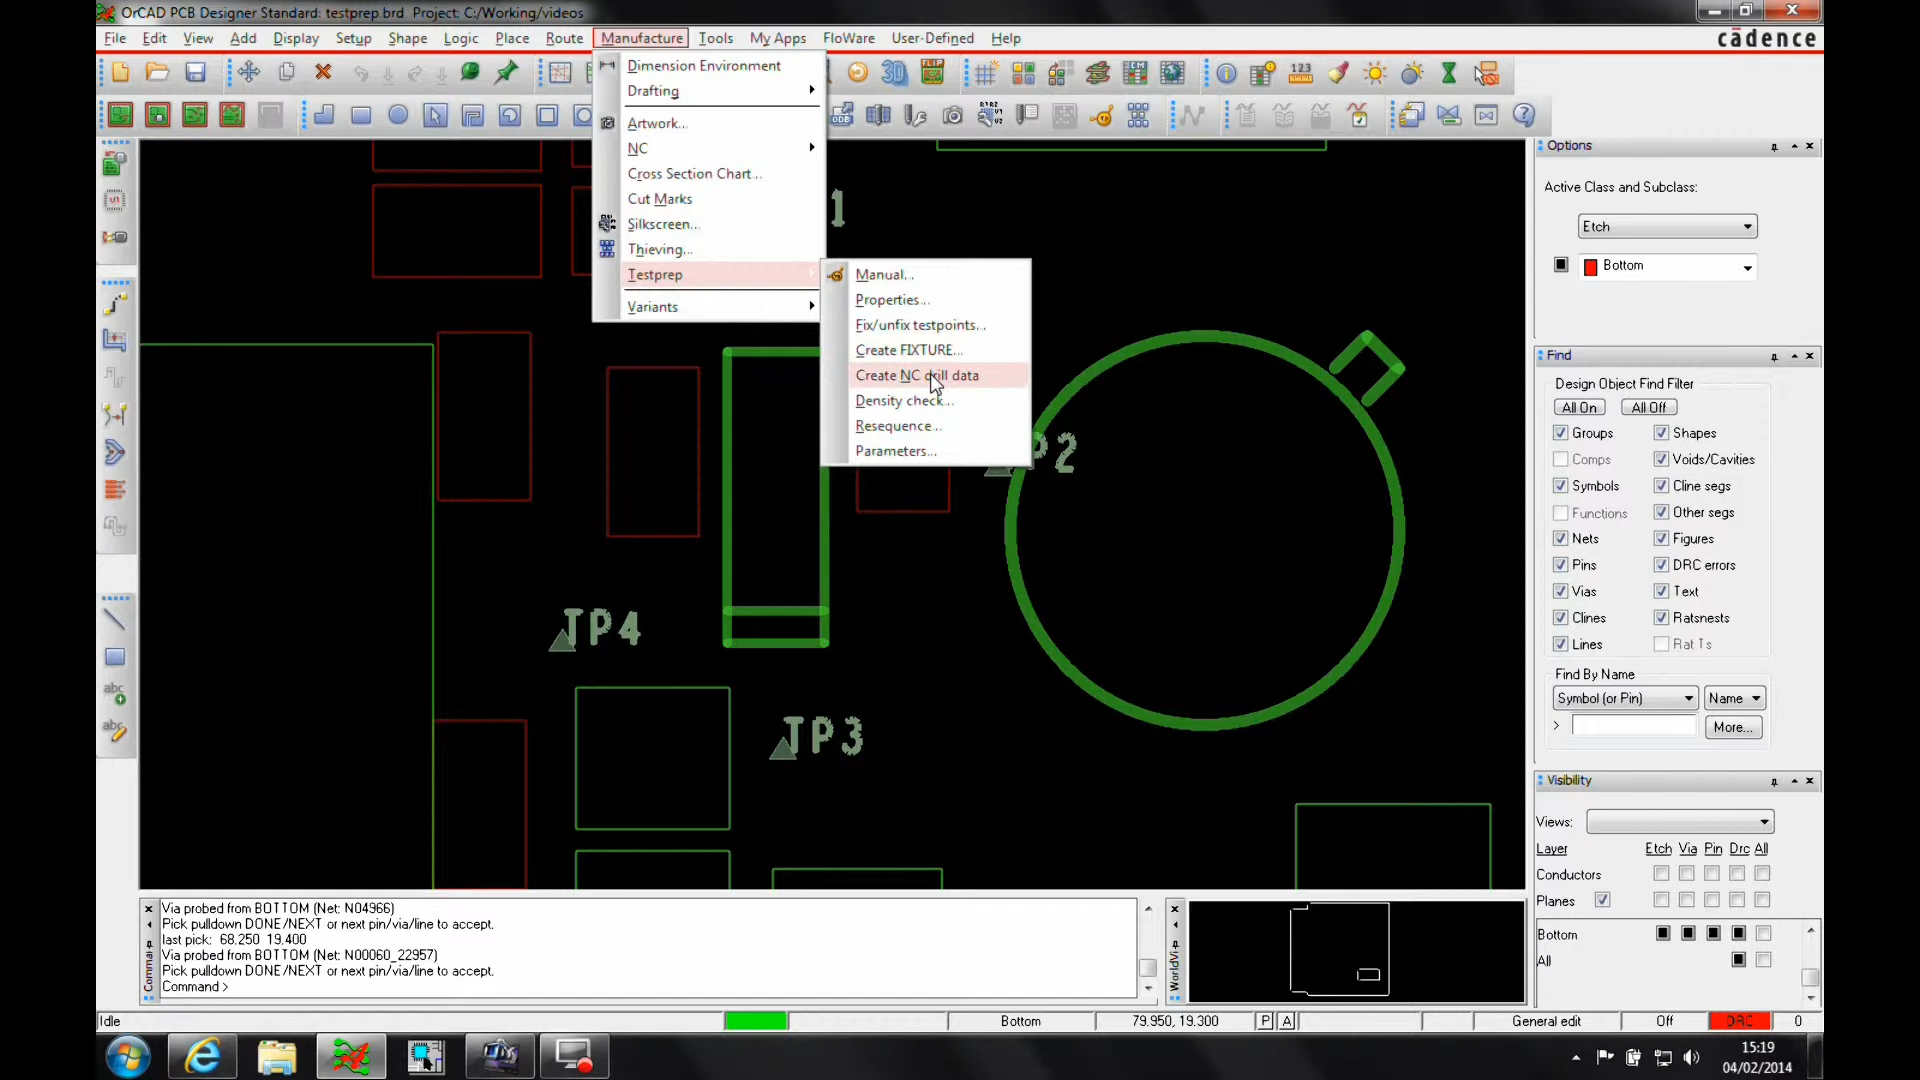 OrCAD PCB Designer Standard: testprep.brd Project: C:/Working/videos
File Edit View Add Display Setup Shape Logic Place Route Manufacture Tools My Apps FloWare User-Defined Help
cādence
Dimension Environment
Drafting
Artwork...
NC
Cross Section Chart...
Cut Marks
Silkscreen...
Thieving...
Testprep
Variants
Manual...
Properties...
Fix/unfix testpoints...
Create FIXTURE...
Create NC drill data
Density check...
Resequence...
Parameters...
1
P2
TP4
TP3
Options
Active Class and Subclass:
Etch
Bottom
Find
Design Object Find Filter
All On All Off
Groups Shapes
Comps Voids/Cavities
Symbols Cline segs
Functions Other segs
Nets Figures
Pins DRC errors
Vias Text
Clines Ratsnests
Lines Rat Ts
Find By Name
Symbol (or Pin) Name
> More...
Visibility
Views:
Layer Etch Via Pin Drc All
Conductors
Planes
Bottom
All
Via probed from BOTTOM (Net: N04966)
Pick pulldown DONE/NEXT or next pin/via/line to accept.
last pick: 68.250 19.400
Via probed from BOTTOM (Net: N00060_22957)
Pick pulldown DONE/NEXT or next pin/via/line to accept.
Command >
Idle Bottom 79.950, 19.300 P A General edit Off DRC 0
15:19
04/02/2014